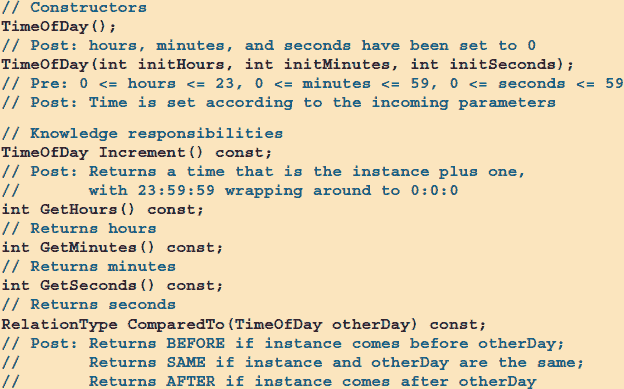 // Constructors
TimeOfDay();
// Post: hours, minutes, and seconds have been set to 0
TimeOfDay(int initHours, int initMinutes, int initSeconds);
// Pre: 0 <= hours <= 23, 0 <= minutes <= 59, 0 <= seconds <= 59
// Post: Time is set according to the incoming parameters
// Knowledge responsibilities
TimeOfDay Increment() const;
// Post: Returns a time that is the instance plus one,
//       with 23:59:59 wrapping around to 0:0:0
int GetHours() const;
// Returns hours
int GetMinutes() const;
// Returns minutes
int GetSeconds() const;
// Returns seconds
RelationType ComparedTo(TimeOfDay otherDay) const;
// Post: Returns BEFORE if instance comes before otherDay;
//       Returns SAME if instance and otherDay are the same;
//       Returns AFTER if instance comes after otherDay